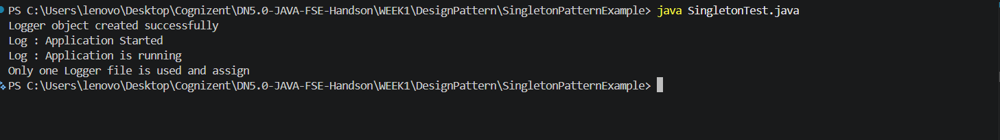 PS C:\Users\lenovo\Desktop\Cognizent\DN5.0-JAVA-FSE-Handson\WEEK1\DesignPattern\SingletonPatternExample> java SingletonTest.java
Logger object created successfully
Log : Application Started
Log : Application is running
Only one Logger file is used and assign
PS C:\Users\lenovo\Desktop\Cognizent\DN5.0-JAVA-FSE-Handson\WEEK1\DesignPattern\SingletonPatternExample>